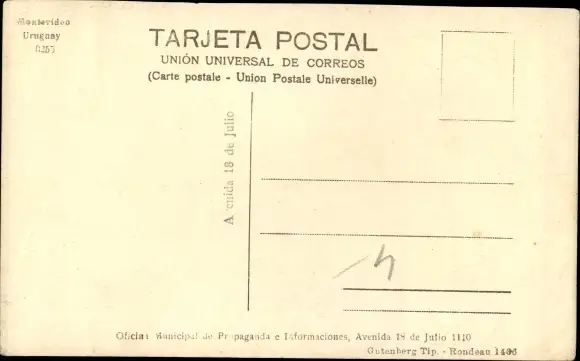 Montevideo
Uruguay
TARJETA POSTAL
UNIÓN UNIVERSAL DE CORREOS
(Carte postale - Union Postale Universelle)
Avenida 18 de Julio
Oficina Municipal de Propaganda e Informaciones, Avenida 18 de Julio 1110
Gutenberg Tip. - Rondeau